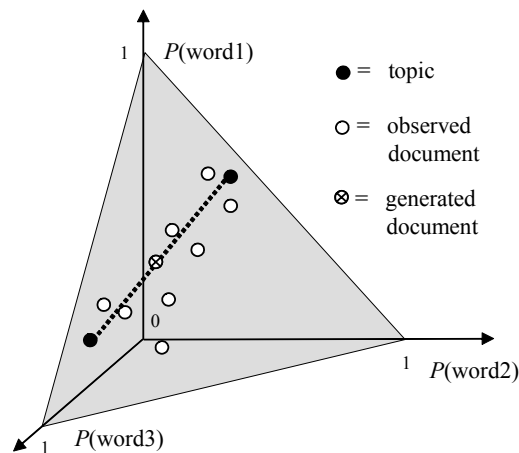 1
P(word1)
= topic
= observed
document
= generated
document
0
1
P(word2)
P(word3)
1